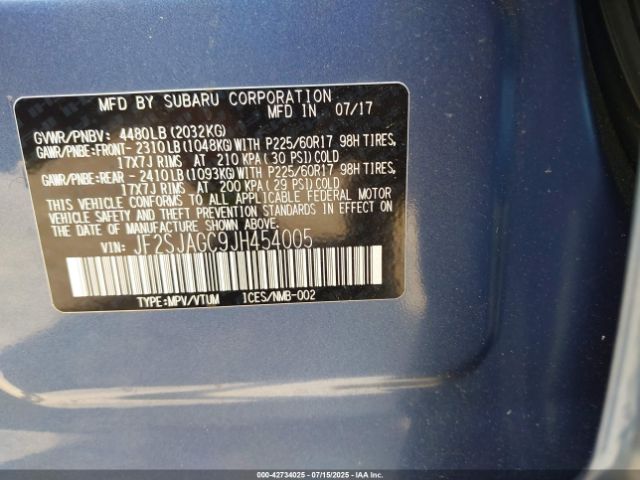 MFD BY SUBARU CORPORATION
MFD IN 07/17
GVWR/PNBV: 4480LB(2032KG)
GAWR/PNBE:FRONT- 2310LB(1048KG)WITH P225/60R17 98H TIRES,
17X7J RIMS AT 210 KPA(30 PSI)COLD
GAWR/PNBE:REAR - 2410LB(1093KG)WITH P225/60R17 98H TIRES,
17X7J RIMS AT 200 KPA(29 PSI)COLD
THIS VEHICLE CONFORMS TO ALL APPLICABLE FEDERAL MOTOR
VEHICLE SAFETY, BUMPER, AND THEFT PREVENTION STANDARDS IN EFFECT
ON THE DATE OF MANUFACTURE SHOWN ABOVE.
VIN: JF2SJAGC9JH454005
TYPE:MPV/VTUM ICES/NMB-002
000-42734025 - 07/15/2025 - IAAI.COM